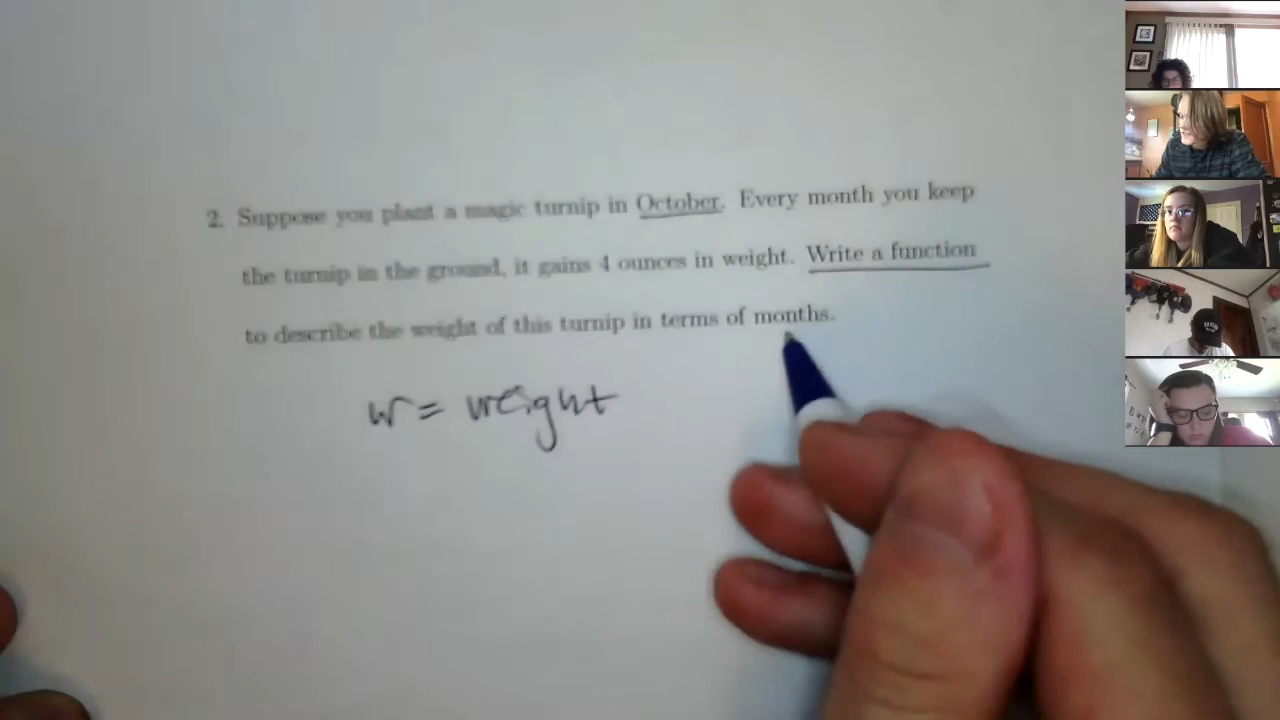 2. Suppose you plant a magic turnip in October. Every month you keep
the turnip in the ground, it gains 4 ounces in weight. Write a function
to describe the weight of this turnip in terms of months.
w = weight